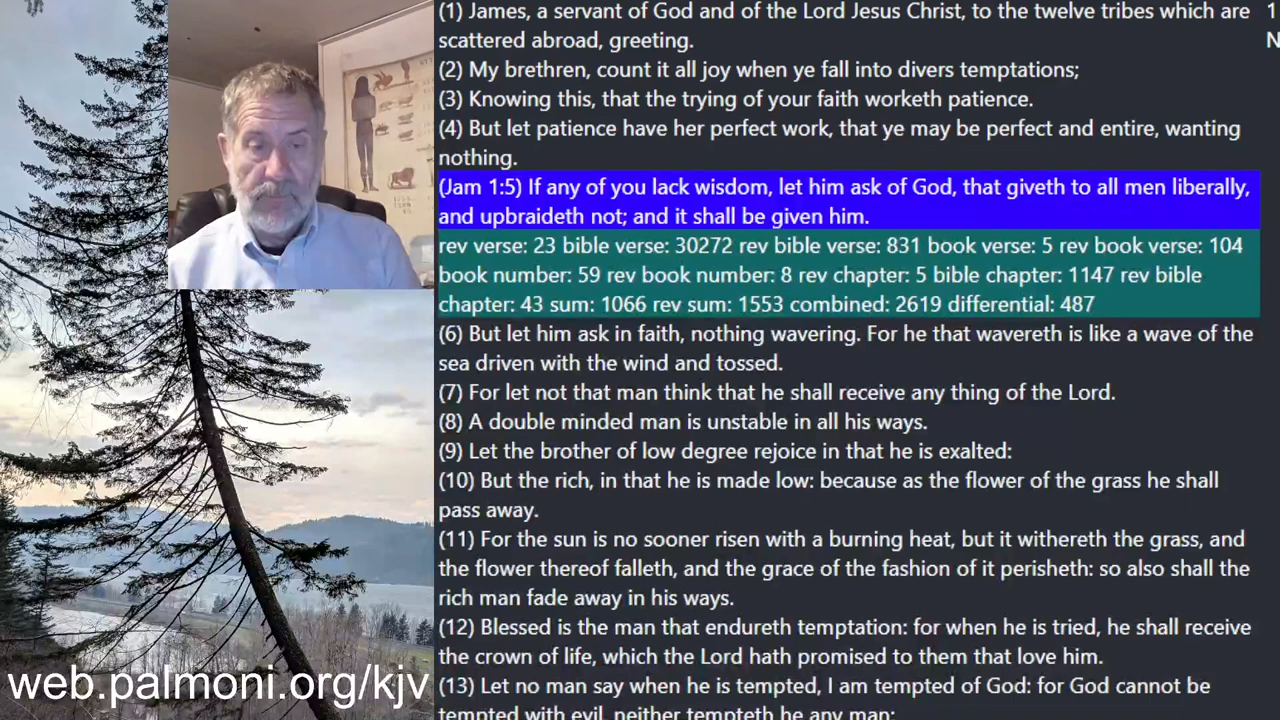 (1) James, a servant of God and of the Lord Jesus Christ, to the twelve tribes which are
scattered abroad, greeting.
(2) My brethren, count it all joy when ye fall into divers temptations;
(3) Knowing this, that the trying of your faith worketh patience.
(4) But let patience have her perfect work, that ye may be perfect and entire, wanting
nothing.
(Jam 1:5) If any of you lack wisdom, let him ask of God, that giveth to all men liberally,
and upbraideth not; and it shall be given him.
rev verse: 23 bible verse: 30272 rev bible verse: 831 book verse: 5 rev book verse: 104
book number: 59 rev book number: 8 rev chapter: 5 bible chapter: 1147 rev bible
chapter: 43 sum: 1066 rev sum: 1553 combined: 2619 differential: 487
(6) But let him ask in faith, nothing wavering. For he that wavereth is like a wave of the
sea driven with the wind and tossed.
(7) For let not that man think that he shall receive any thing of the Lord.
(8) A double minded man is unstable in all his ways.
(9) Let the brother of low degree rejoice in that he is exalted:
(10) But the rich, in that he is made low: because as the flower of the grass he shall
pass away.
(11) For the sun is no sooner risen with a burning heat, but it withereth the grass, and
the flower thereof falleth, and the grace of the fashion of it perisheth: so also shall the
rich man fade away in his ways.
(12) Blessed is the man that endureth temptation: for when he is tried, he shall receive
the crown of life, which the Lord hath promised to them that love him.
(13) Let no man say when he is tempted, I am tempted of God: for God cannot be
tempted with evil, neither tempteth he any man:
1
N
web.palmoni.org/kjv